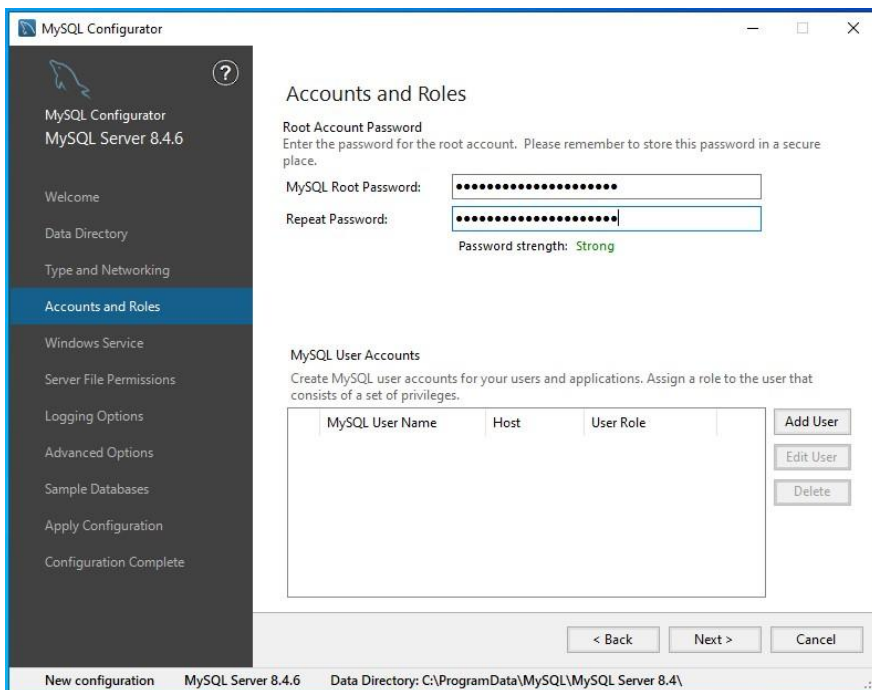 MySQL Configurator
?
MySQL Configurator
MySQL Server 8.4.6
Welcome
Data Directory
Type and Networking
Accounts and Roles
Windows Service
Server File Permissions
Logging Options
Advanced Options
Sample Databases
Apply Configuration
Configuration Complete
Accounts and Roles
Root Account Password
Enter the password for the root account. Please remember to store this password in a secure
place.
MySQL Root Password: ●●●●●●●●●●●●●●●●●●●●●
Repeat Password: ●●●●●●●●●●●●●●●●●●●●●
Password strength: Strong
MySQL User Accounts
Create MySQL user accounts for your users and applications. Assign a role to the user that
consists of a set of privileges.
MySQL User Name Host User Role
Add User
Edit User
Delete
< Back Next > Cancel
New configuration MySQL Server 8.4.6 Data Directory: C:\ProgramData\MySQL\MySQL Server 8.4\